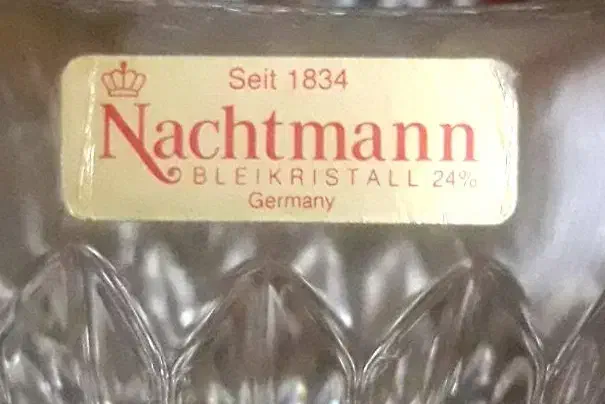 Seit 1834
Nachtmann
BLEIKRISTALL 24%
Germany